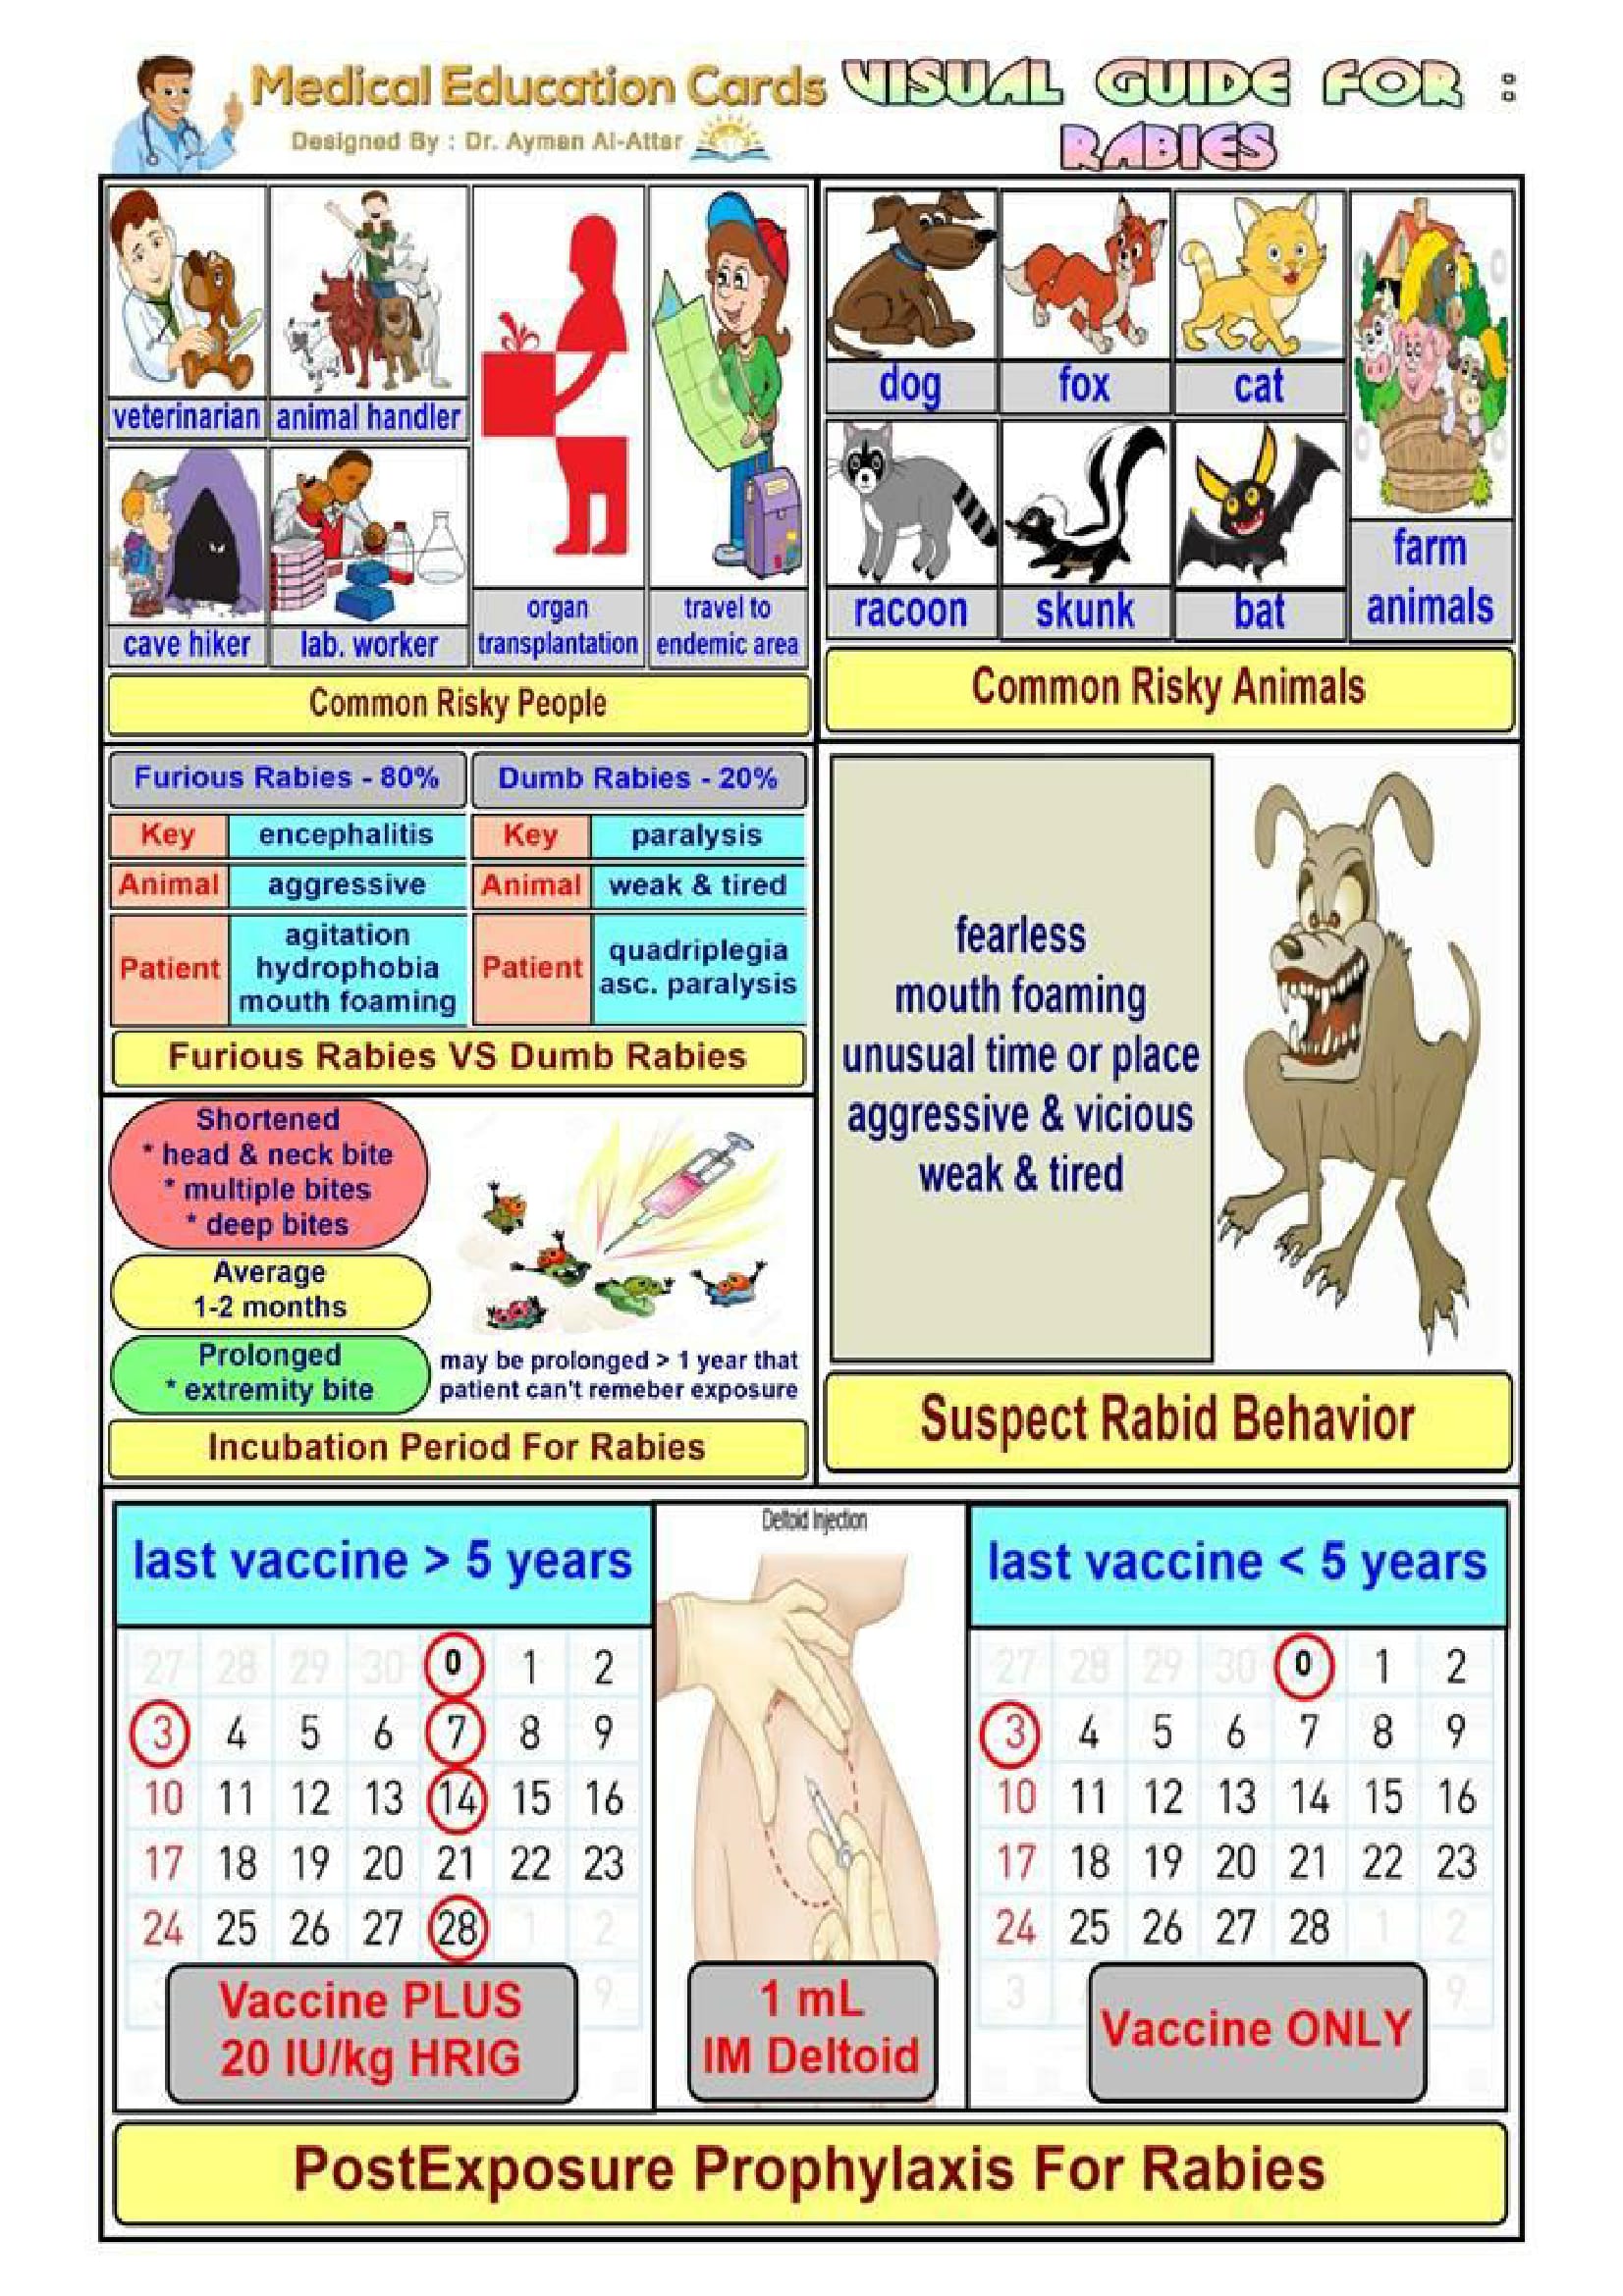 Medical Education Cards
Designed By : Dr. Ayman Al-Attar
VISUAL GUIDE FOR :
RABIES
veterinarian
animal handler
cave hiker
lab. worker
organ
transplantation
travel to
endemic area
Common Risky People
dog
fox
cat
racoon
skunk
bat
farm
animals
Common Risky Animals
Furious Rabies - 80%
Key encephalitis
Animal aggressive
Patient agitation
hydrophobia
mouth foaming
Dumb Rabies - 20%
Key paralysis
Animal weak & tired
Patient quadriplegia
asc. paralysis
Furious Rabies VS Dumb Rabies
fearless
mouth foaming
unusual time or place
aggressive & vicious
weak & tired
Suspect Rabid Behavior
Shortened
* head & neck bite
* multiple bites
* deep bites
Average
1-2 months
Prolonged
* extremity bite
may be prolonged > 1 year that
patient can't remeber exposure
Incubation Period For Rabies
last vaccine > 5 years
27 28 29 30 0 1 2
3 4 5 6 7 8 9
10 11 12 13 14 15 16
17 18 19 20 21 22 23
24 25 26 27 28 1 2
3 9
Vaccine PLUS
20 IU/kg HRIG
Deltoid Injection
1 mL
IM Deltoid
last vaccine < 5 years
27 28 29 30 0 1 2
3 4 5 6 7 8 9
10 11 12 13 14 15 16
17 18 19 20 21 22 23
24 25 26 27 28 1 2
3 9
Vaccine ONLY
PostExposure Prophylaxis For Rabies